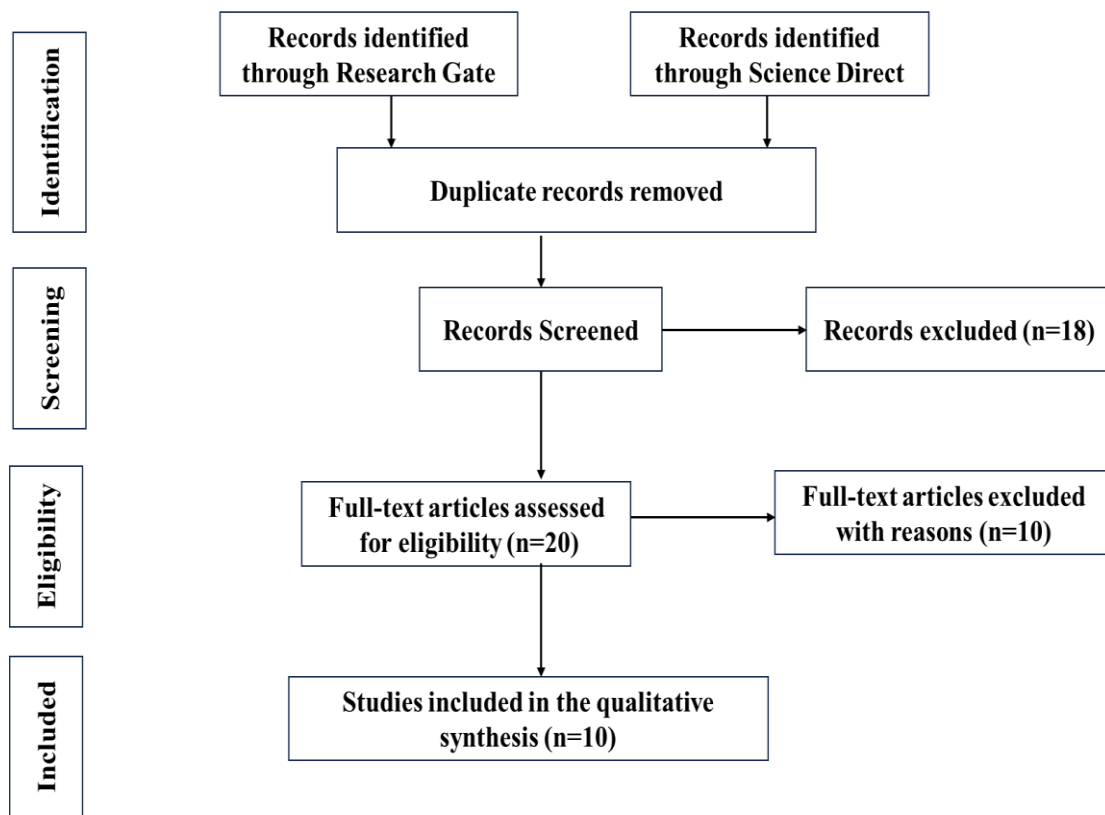 Identification
Records identified
through Research Gate
Records identified
through Science Direct
Duplicate records removed
Screening
Records Screened
Records excluded (n=18)
Eligibility
Full-text articles assessed
for eligibility (n=20)
Full-text articles excluded
with reasons (n=10)
Included
Studies included in the qualitative
synthesis (n=10)